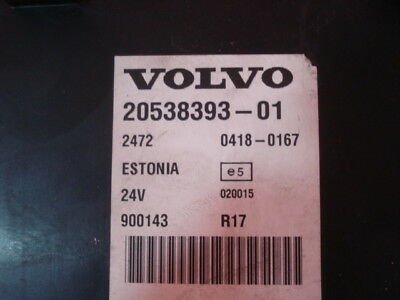 VOLVO
20538393-01
2472 0418-0167
ESTONIA e5
24V 020015
900143 R17